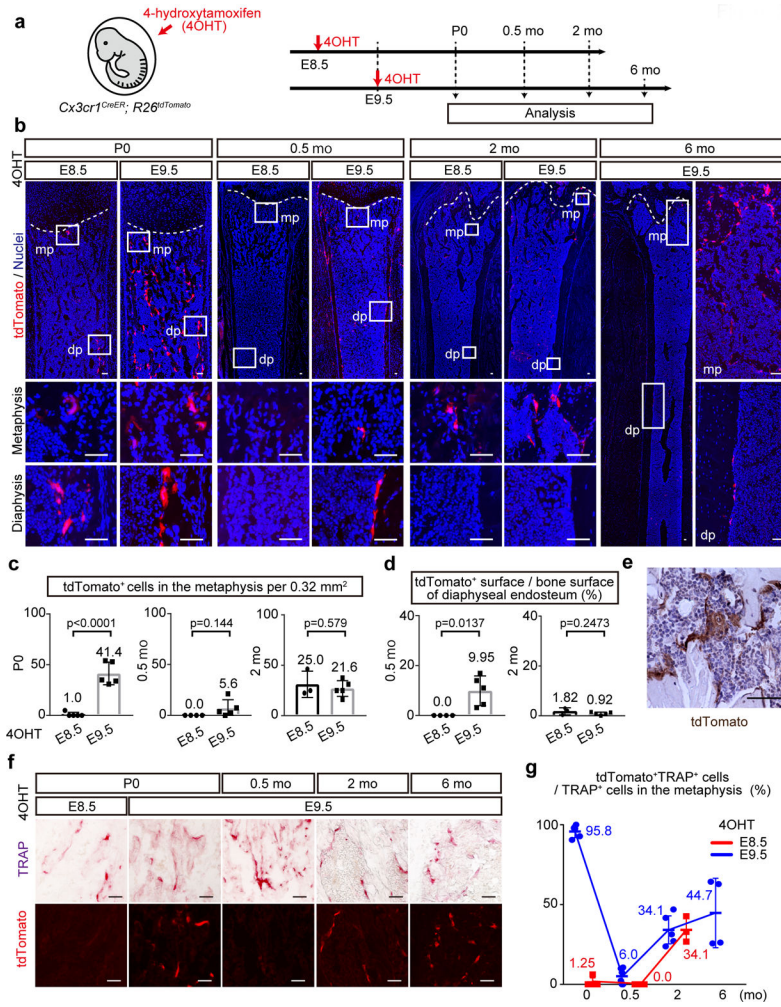 a
4-hydroxytamoxifen
(4OHT)
Cx3cr1CreER; R26tdTomato
4OHT
E8.5
4OHT
E9.5
P0
0.5 mo
2 mo
6 mo
Analysis
b
4OHT
P0
0.5 mo
2 mo
6 mo
E8.5
E9.5
E8.5
E9.5
E8.5
E9.5
E9.5
tdTomato / Nuclei
mp
mp
mp
mp
mp
mp
mp
mp
dp
dp
dp
dp
dp
dp
dp
dp
Metaphysis
Diaphysis
c
tdTomato+ cells in the metaphysis per 0.32 mm2
P0
100
50
0
p<0.0001
1.0
41.4
0.5 mo
100
50
0
p=0.144
0.0
5.6
2 mo
100
50
0
p=0.579
25.0
21.6
4OHT
E8.5
E9.5
E8.5
E9.5
E8.5
E9.5
d
tdTomato+ surface / bone surface
of diaphyseal endosteum (%)
0.5 mo
40
20
0
p=0.0137
0.0
9.95
2 mo
40
20
0
p=0.2473
1.82
0.92
E8.5
E9.5
E8.5
E9.5
e
tdTomato
f
4OHT
P0
0.5 mo
2 mo
6 mo
E8.5
E9.5
TRAP
tdTomato
g
tdTomato+TRAP+ cells
/ TRAP+ cells in the metaphysis (%)
4OHT
E8.5
E9.5
100
50
0
95.8
1.25
6.0
0.0
34.1
34.1
44.7
0
0.5
2
6
(mo)